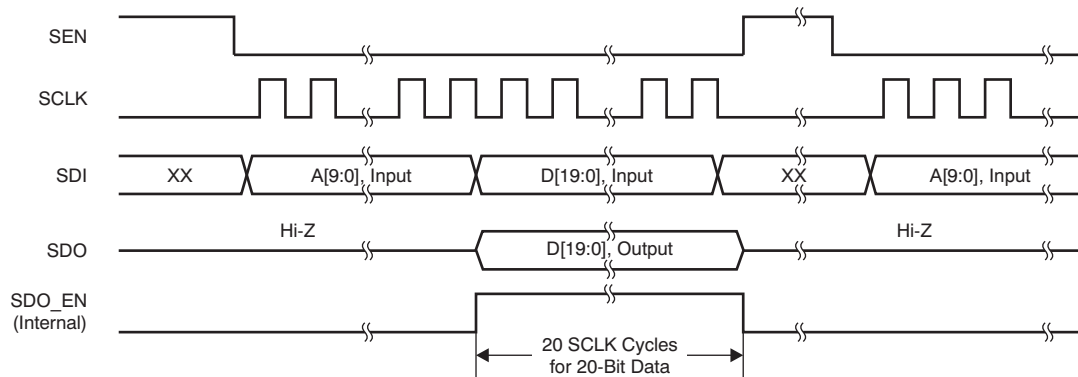 SEN
SCLK
SDI
XX
A[9:0], Input
D[19:0], Input
XX
A[9:0], Input
Hi-Z
Hi-Z
SDO
D[19:0], Output
SDO_EN
(Internal)
20 SCLK Cycles
for 20-Bit Data